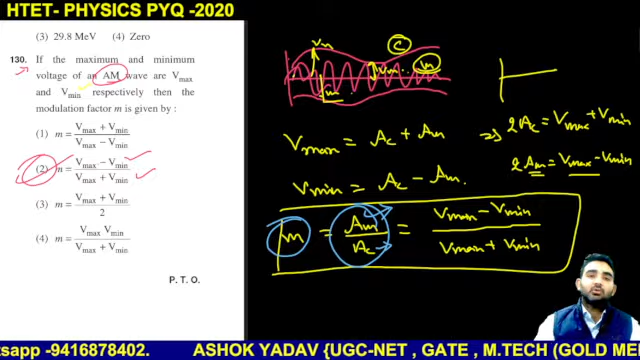 HTET- PHYSICS PYQ -2020
(3) 29.8 MeV (4) Zero
130. If the maximum and minimum
voltage of an AM wave are Vmax
and Vmin respectively then the
modulation factor m is given by :
(1) m = (Vmax + Vmin)/(Vmax − Vmin)
(2) m = (Vmax − Vmin)/(Vmax + Vmin)
(3) m = (Vmax + Vmin)/2
(4) m = (Vmax Vmin)/(Vmax + Vmin)
P. T. O.
C
m
Vmax = Ac + Am
⇒ 2Ac = Vmax + Vmin
2Am = Vmax − Vmin
Vmin = Ac − Am.
m = Am/Ac = (Vmax − Vmin)/(Vmax + Vmin)
tsapp -9416878402. ASHOK YADAV {UGC-NET, GATE, M.TECH (GOLD ME